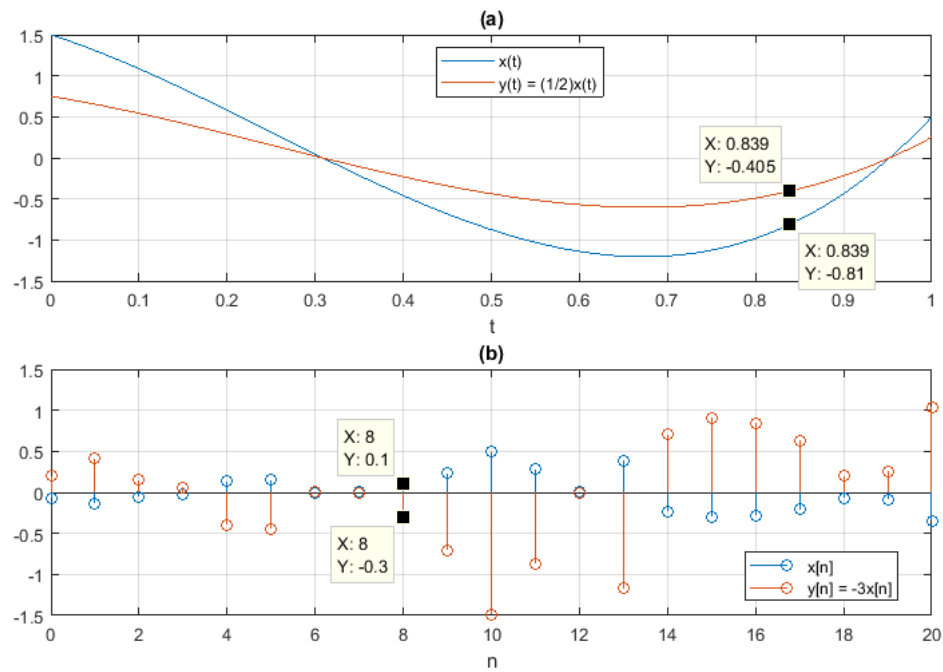 (a)
1.5
1
0.5
0
-0.5
-1
-1.5
x(t)
y(t) = (1/2)x(t)
X: 0.839
Y: -0.405
X: 0.839
Y: -0.81
0 0.1 0.2 0.3 0.4 0.5 0.6 0.7 0.8 0.9 1
t
(b)
1.5
1
0.5
0
-0.5
-1
-1.5
X: 8
Y: 0.1
X: 8
Y: -0.3
x[n]
y[n] = -3x[n]
0 2 4 6 8 10 12 14 16 18 20
n